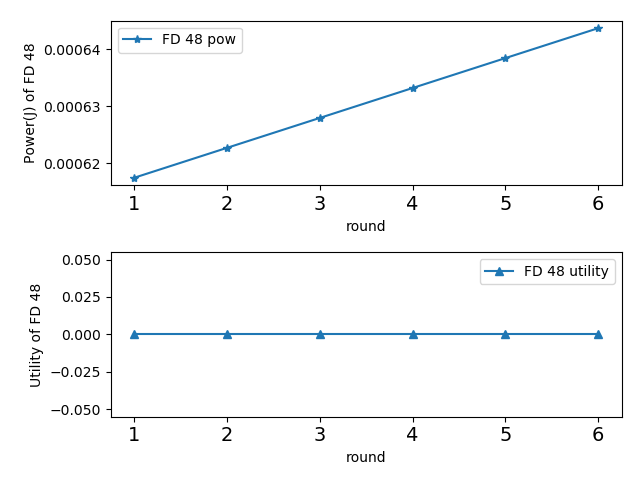 Power(J) of FD 48
0.00064
0.00063
0.00062
FD 48 pow
1 2 3 4 5 6
round
Utility of FD 48
0.050
0.025
0.000
−0.025
−0.050
FD 48 utility
1 2 3 4 5 6
round